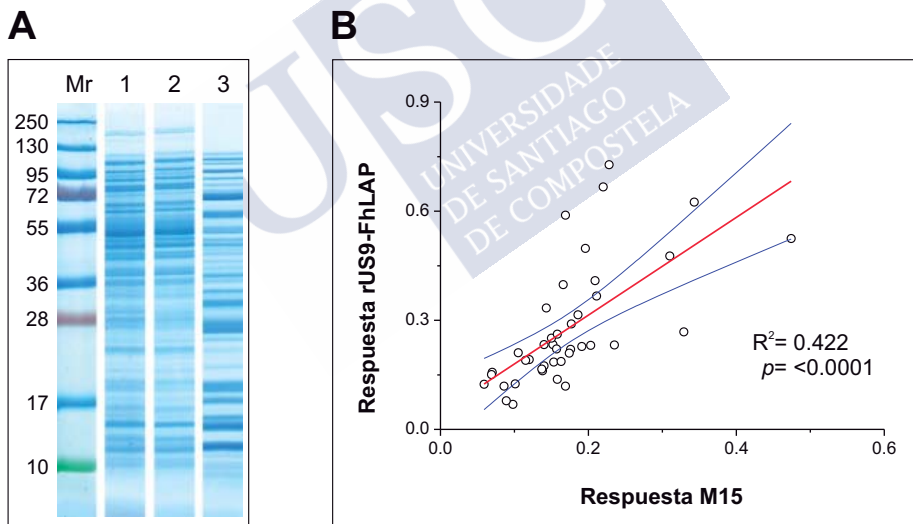 A
B
Mr 1 2 3
250
130
95
72
55
36
28
17
10
USC
UNIVERSIDADE
DE SANTIAGO
DE COMPOSTELA
Respuesta rUS9-FhLAP
0.9
0.6
0.3
0.0
R²= 0.422
p= <0.0001
0.0 0.2 0.4 0.6
Respuesta M15